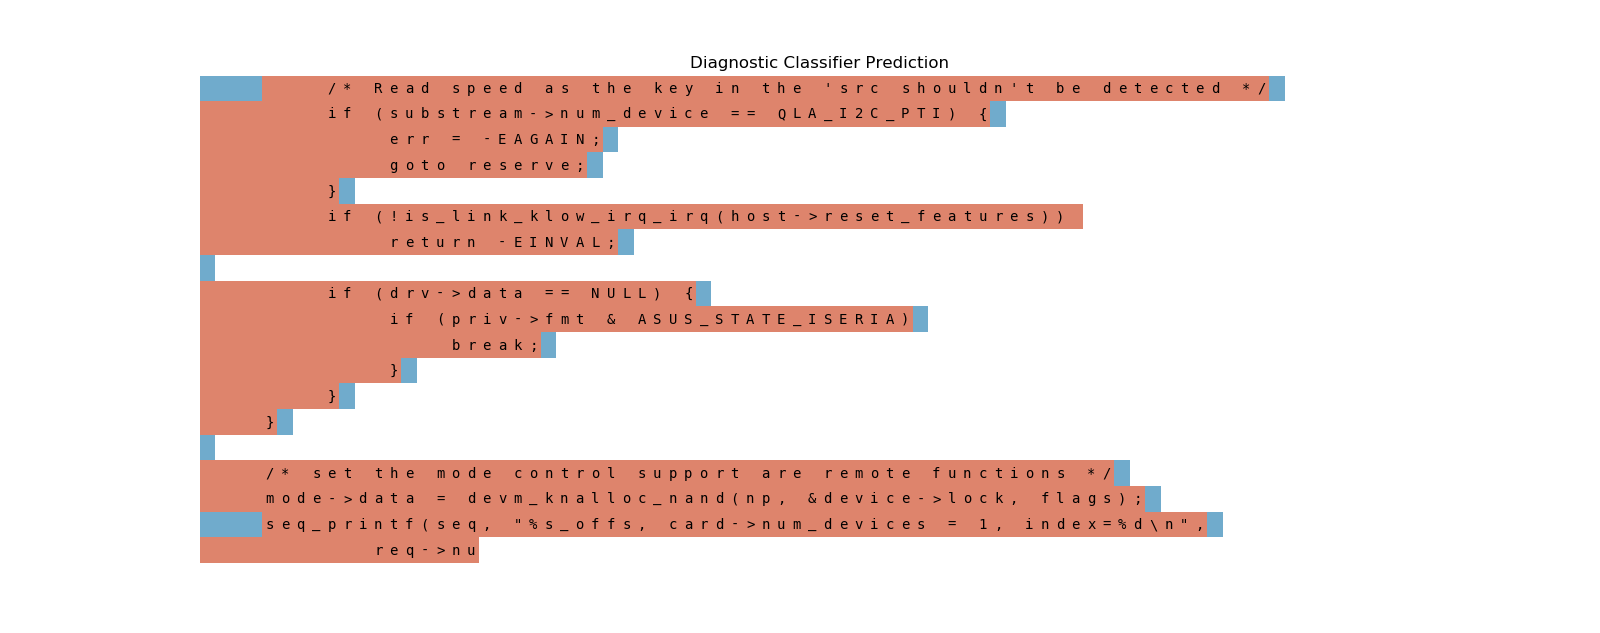 Diagnostic Classifier Prediction
/* Read speed as the key in the 'src shouldn't be detected */
if (substream->num_device == QLA_I2C_PTI) {
err = -EAGAIN;
goto reserve;
}
if (!is_link_klow_irq_irq(host->reset_features))
return -EINVAL;
if (drv->data == NULL) {
if (priv->fmt & ASUS_STATE_ISERIA)
break;
}
}
}
/* set the mode control support are remote functions */
mode->data = devm_knalloc_nand(np, &device->lock, flags);
seq_printf(seq, "%s_offs, card->num_devices = 1, index=%d\n",
req->nu